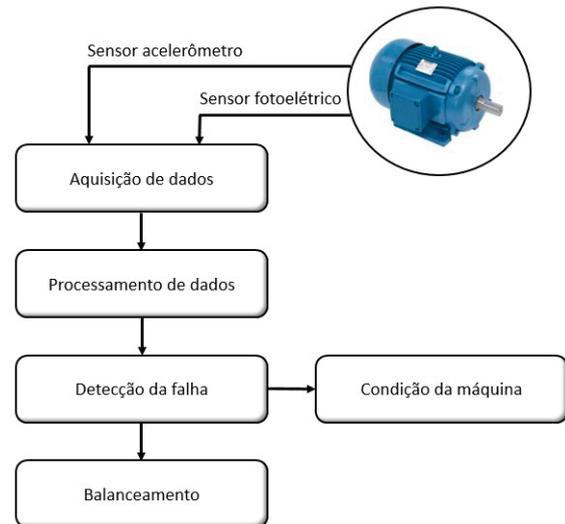 Sensor acelerômetro
Sensor fotoelétrico
Aquisição de dados
Processamento de dados
Detecção da falha
Condição da máquina
Balanceamento